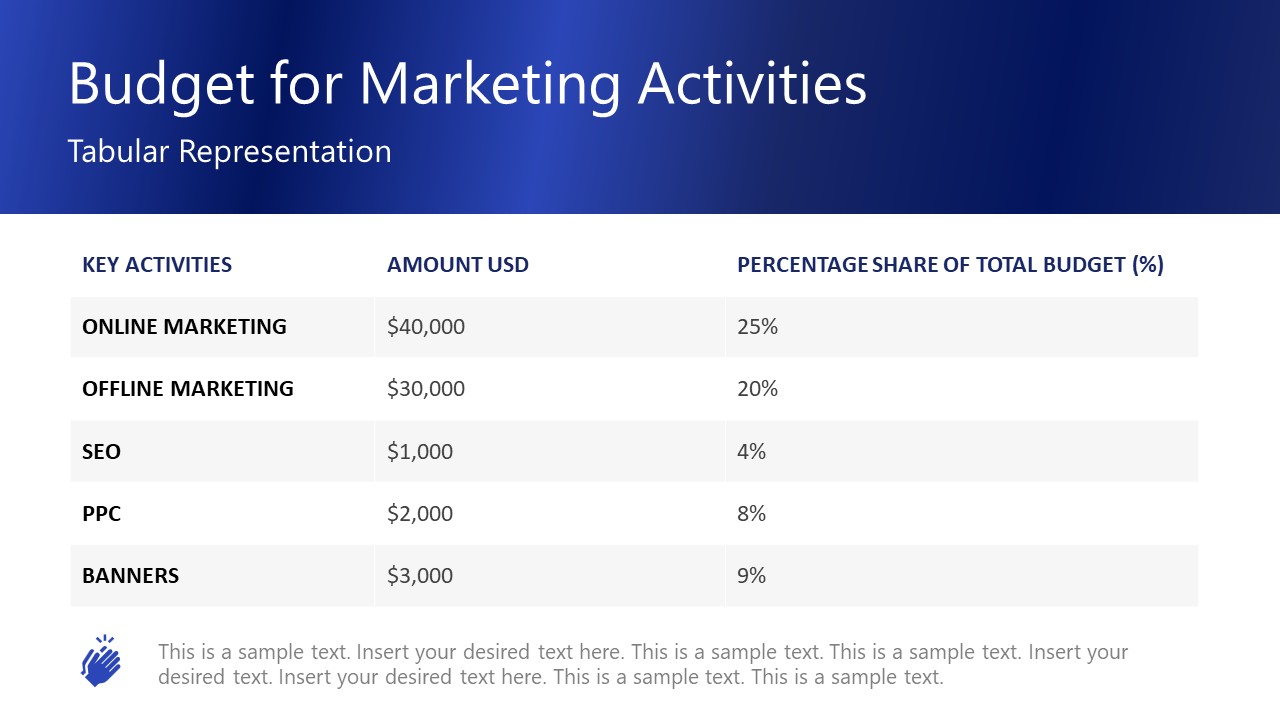 Budget for Marketing Activities
Tabular Representation
KEY ACTIVITIES AMOUNT USD PERCENTAGE SHARE OF TOTAL BUDGET (%)
ONLINE MARKETING $40,000 25%
OFFLINE MARKETING $30,000 20%
SEO $1,000 4%
PPC $2,000 8%
BANNERS $3,000 9%
This is a sample text. Insert your desired text here. This is a sample text. This is a sample text. Insert your
desired text. Insert your desired text here. This is a sample text. This is a sample text.